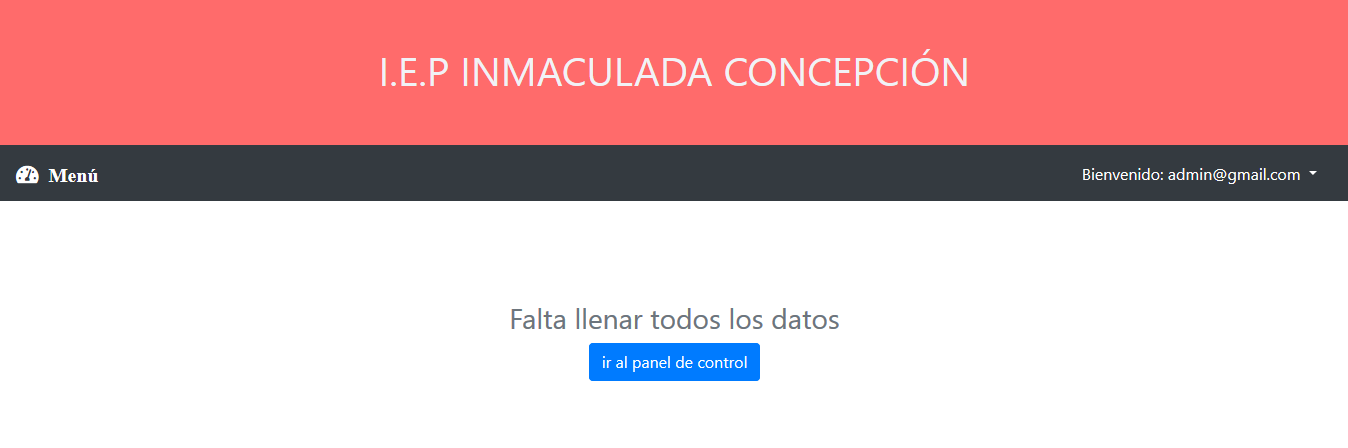 I.E.P INMACULADA CONCEPCIÓN
Menú
Bienvenido: admin@gmail.com
Falta llenar todos los datos
ir al panel de control